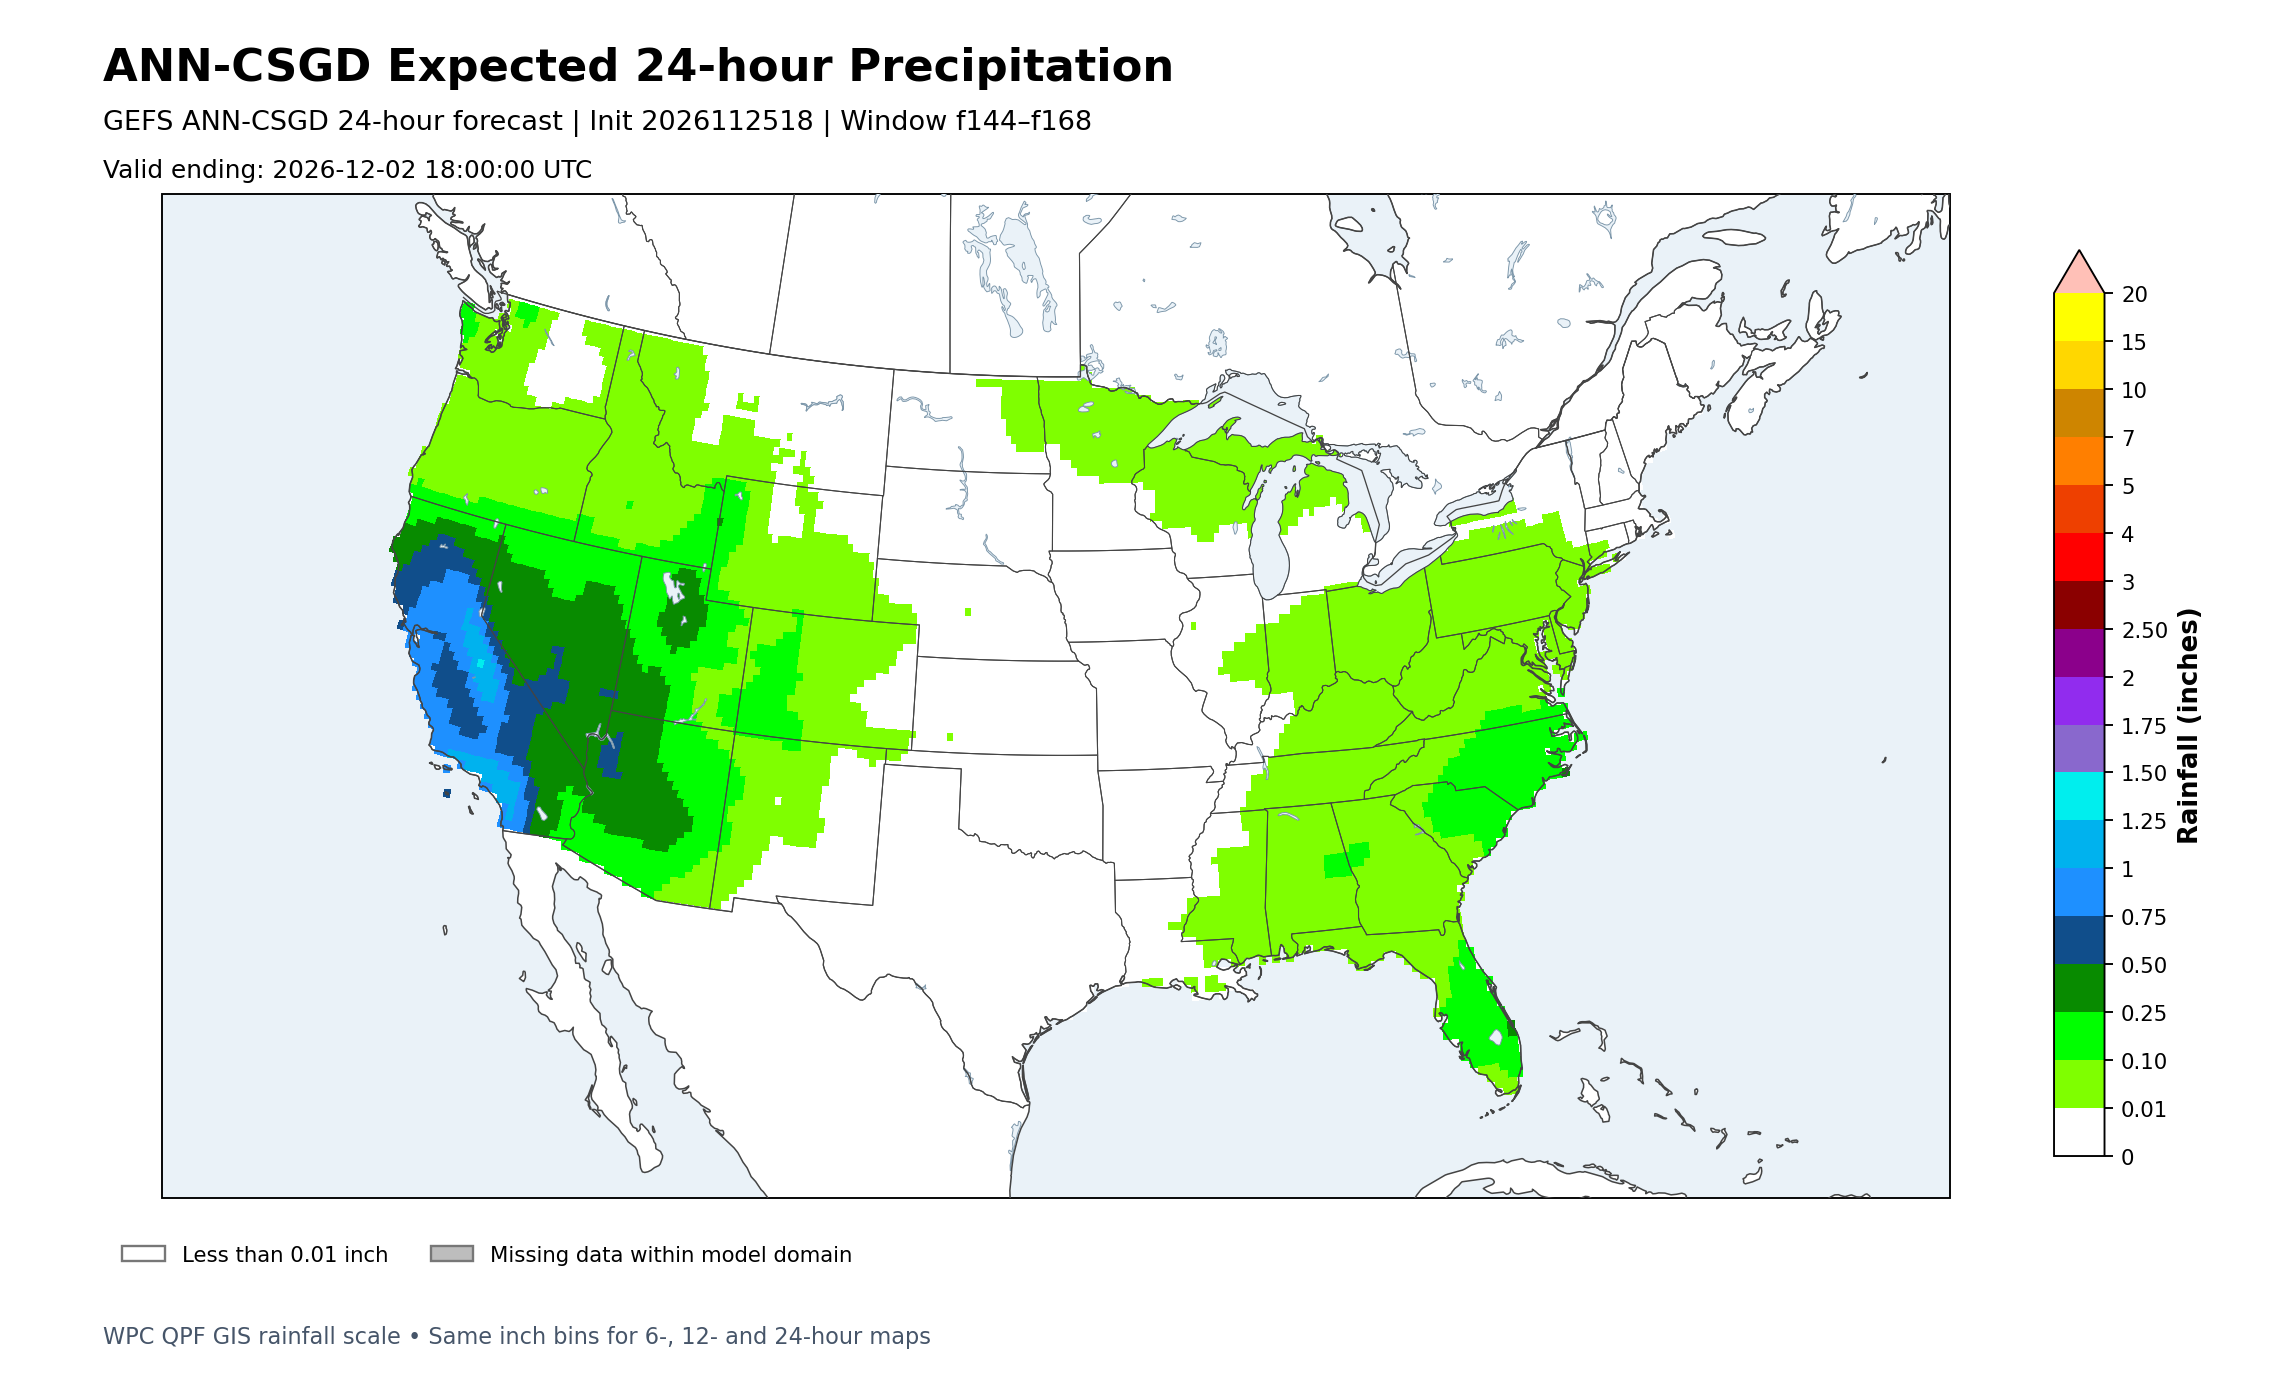 ANN-CSGD Expected 24-hour Precipitation
GEFS ANN-CSGD 24-hour forecast | Init 2026112518 | Window f144–f168
Valid ending: 2026-12-02 18:00:00 UTC
20
15
10
7
5
4
3
2.50
2
1.75
1.50
1.25
1
0.75
0.50
0.25
0.10
0.01
0
Rainfall (inches)
Less than 0.01 inch
Missing data within model domain
WPC QPF GIS rainfall scale • Same inch bins for 6-, 12- and 24-hour maps